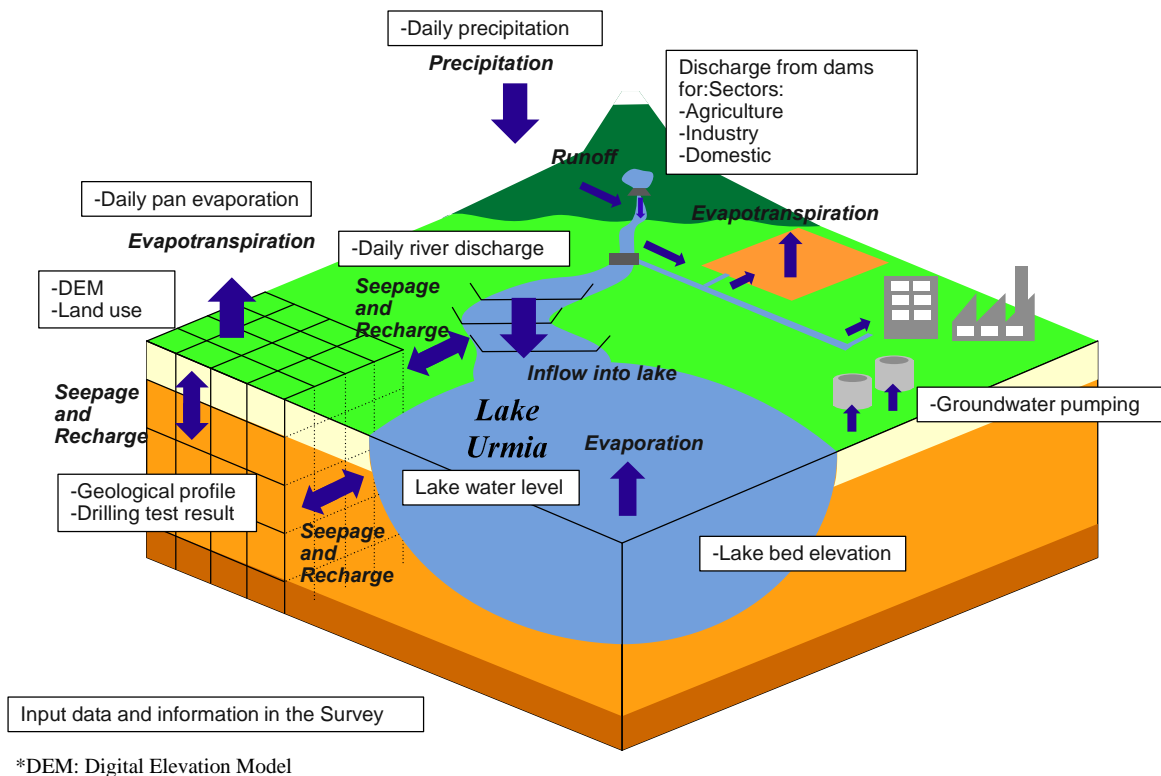 -Daily precipitation
Precipitation
Discharge from dams
for:Sectors:
-Agriculture
-Industry
-Domestic
Runoff
-Daily pan evaporation
Evapotranspiration
Evapotranspiration
-Daily river discharge
-DEM
-Land use
Seepage
and
Recharge
Inflow into lake
Seepage
and
Recharge
Lake
Urmia
-Groundwater pumping
Evaporation
Lake water level
-Geological profile
-Drilling test result
Seepage
and
Recharge
-Lake bed elevation
Input data and information in the Survey
*DEM: Digital Elevation Model